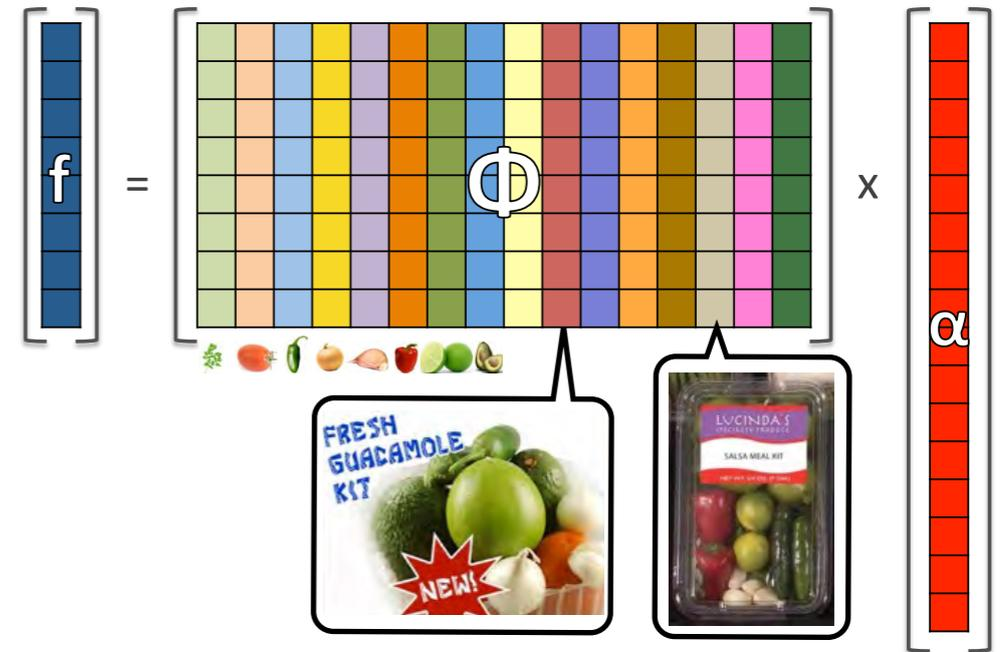 f = Φ x α
FRESH
GUACAMOLE
KIT
NEW!
LUCINDA'S
SPECIALTY PRODUCE
SALSA MEAL KIT